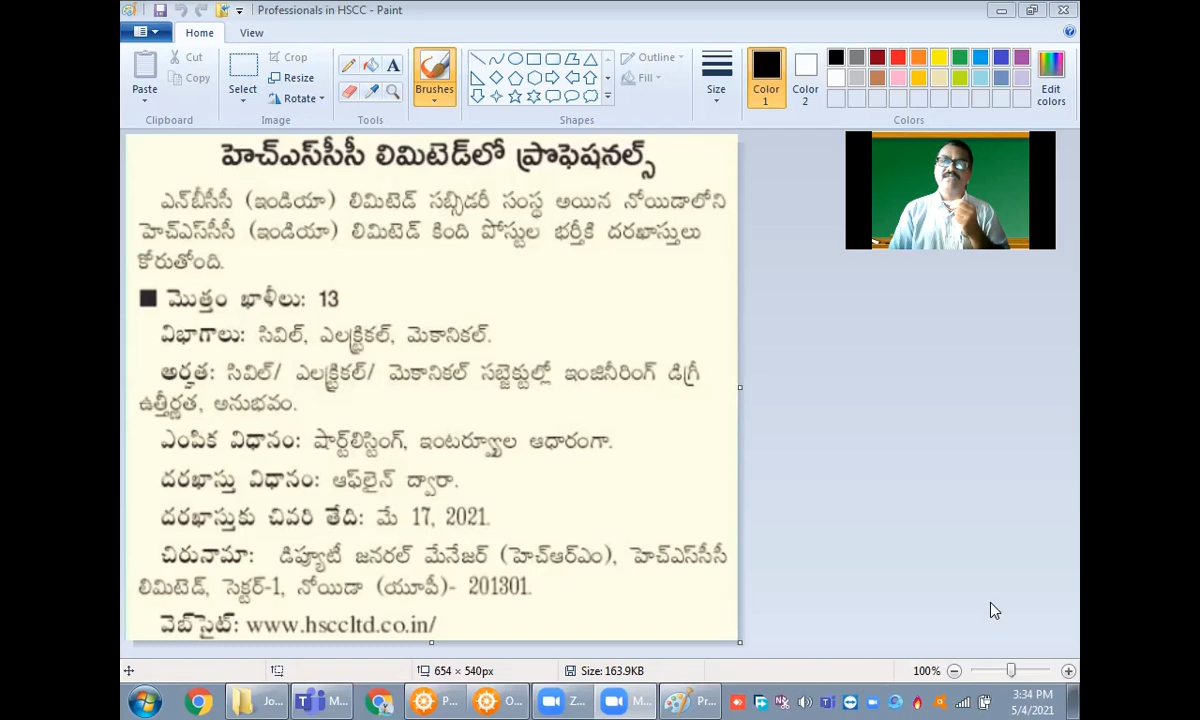 Professionals in HSCC - Paint
Home View
Paste Cut Copy Select Crop Resize Rotate A Brushes Outline Fill Size Color 1 Color 2 Edit colors
Clipboard Image Tools Shapes Colors
హెచ్ఎస్‌సీసీ లిమిటెడ్‌లో ప్రొఫెషనల్స్
ఎన్‌బీసీసీ (ఇండియా) లిమిటెడ్ సబ్సిడరీ సంస్థ అయిన నోయిడాలోని
హెచ్ఎస్‌సీసీ (ఇండియా) లిమిటెడ్ కింది పోస్టుల భర్తీకి దరఖాస్తులు
కోరుతోంది.
■ మొత్తం ఖాళీలు: 13
విభాగాలు: సివిల్, ఎలక్ట్రికల్, మెకానికల్.
అర్హత: సివిల్/ ఎలక్ట్రికల్/ మెకానికల్ సబ్జెక్టుల్లో ఇంజినీరింగ్ డిగ్రీ
ఉత్తీర్ణత, అనుభవం.
ఎంపిక విధానం: షార్ట్‌లిస్టింగ్, ఇంటర్వ్యూల ఆధారంగా.
దరఖాస్తు విధానం: ఆఫ్‌లైన్ ద్వారా.
దరఖాస్తుకు చివరి తేది: మే 17, 2021.
చిరునామా: డిప్యూటీ జనరల్ మేనేజర్ (హెచ్ఆర్ఎం), హెచ్ఎస్‌సీసీ
లిమిటెడ్, సెక్టర్-1, నోయిడా (యూపీ)- 201301.
వెబ్‌సైట్: www.hsccltd.co.in/
654 × 540px Size: 163.9KB 100%
Jo... M... P... O... Z... M... Pr... 3:34 PM
5/4/2021